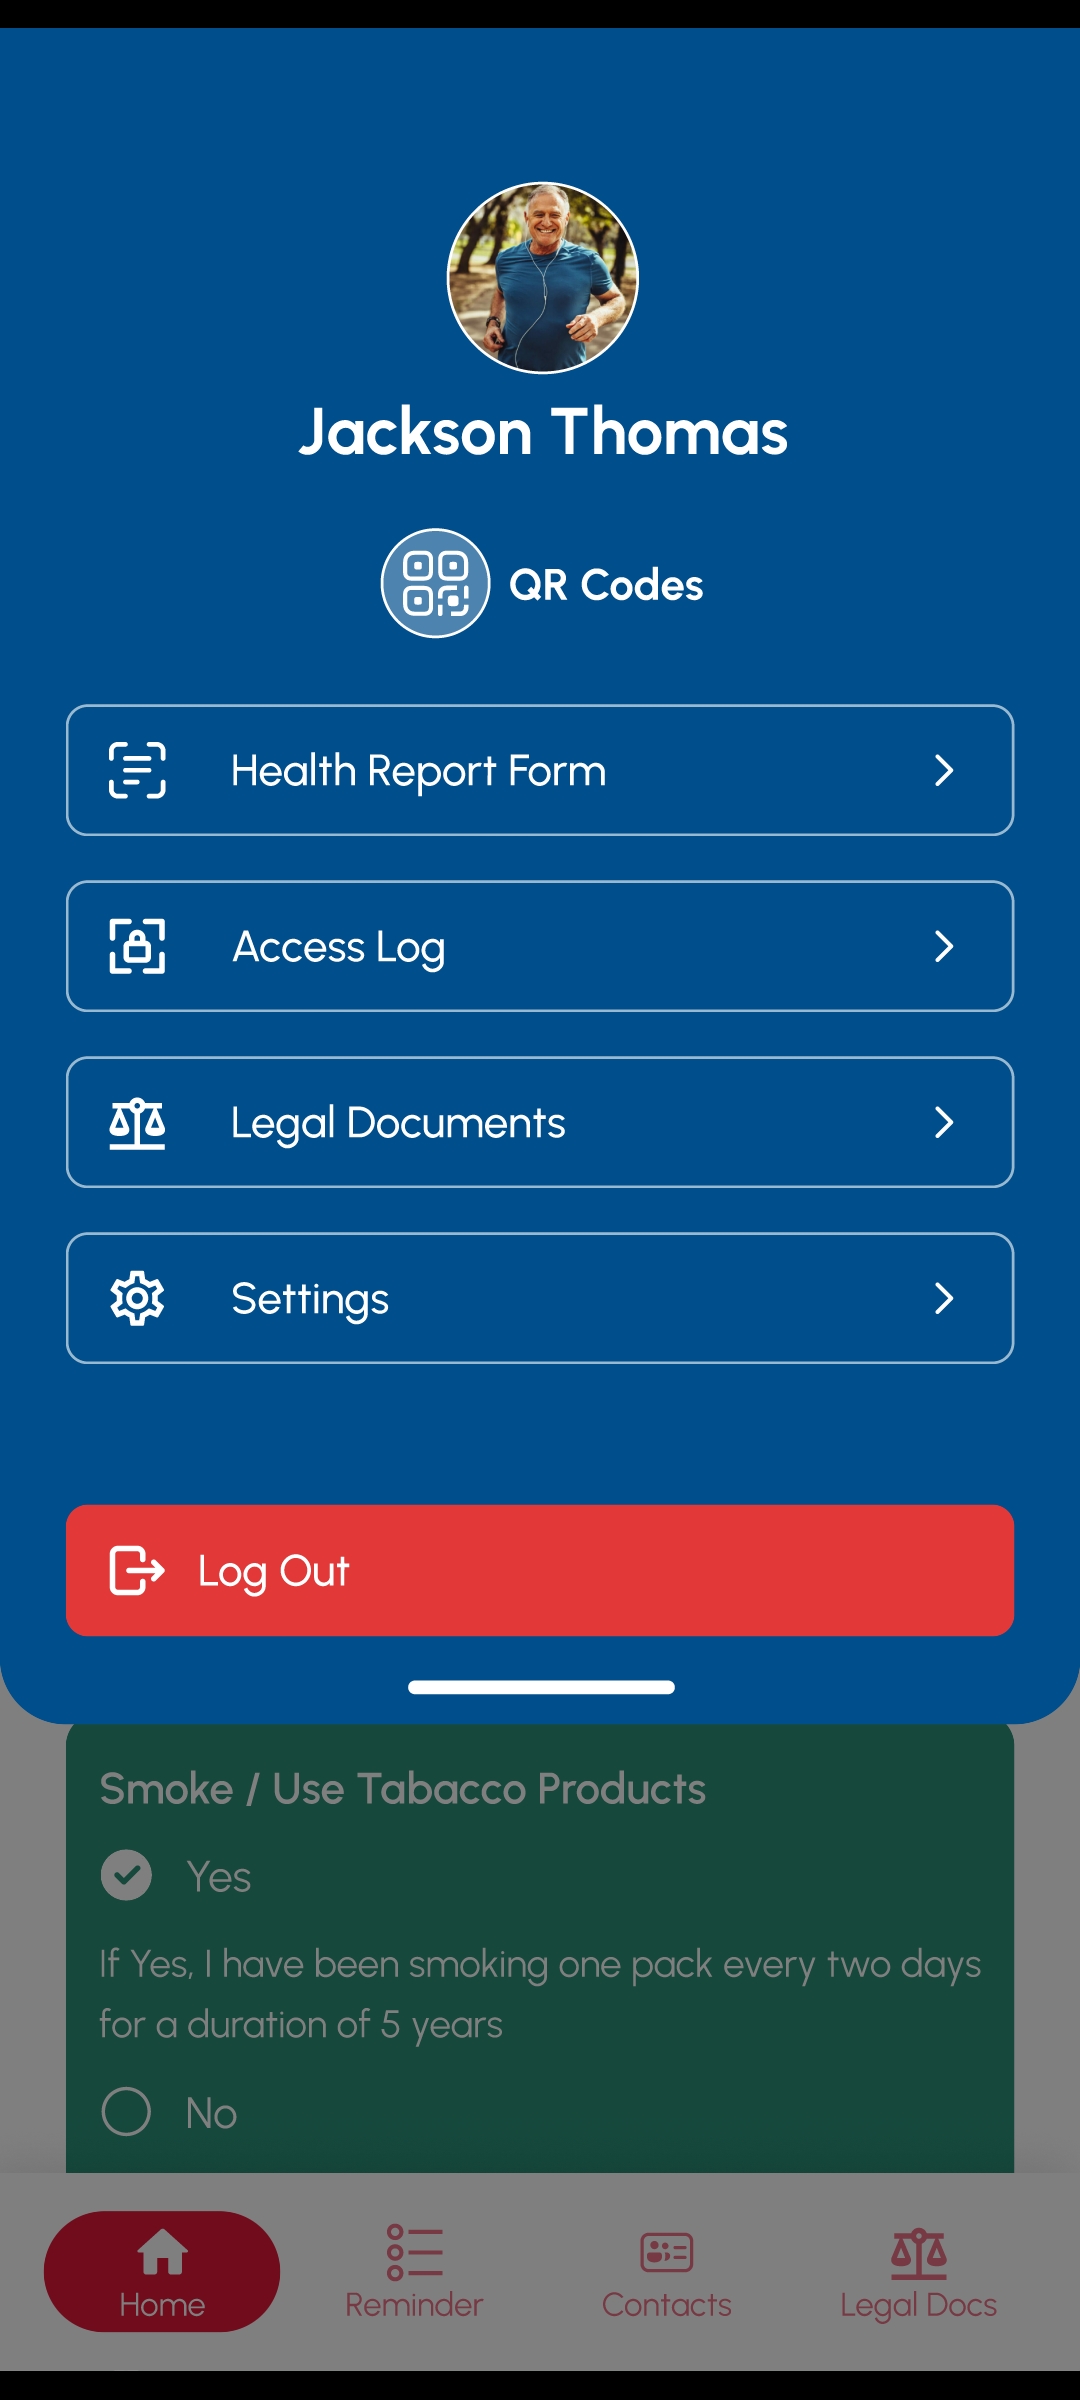 Jackson Thomas
QR Codes
Health Report Form
Access Log
Legal Documents
Settings
Log Out
Smoke / Use Tabacco Products
Yes
If Yes, I have been smoking one pack every two days
for a duration of 5 years
No
Home
Reminder
Contacts
Legal Docs